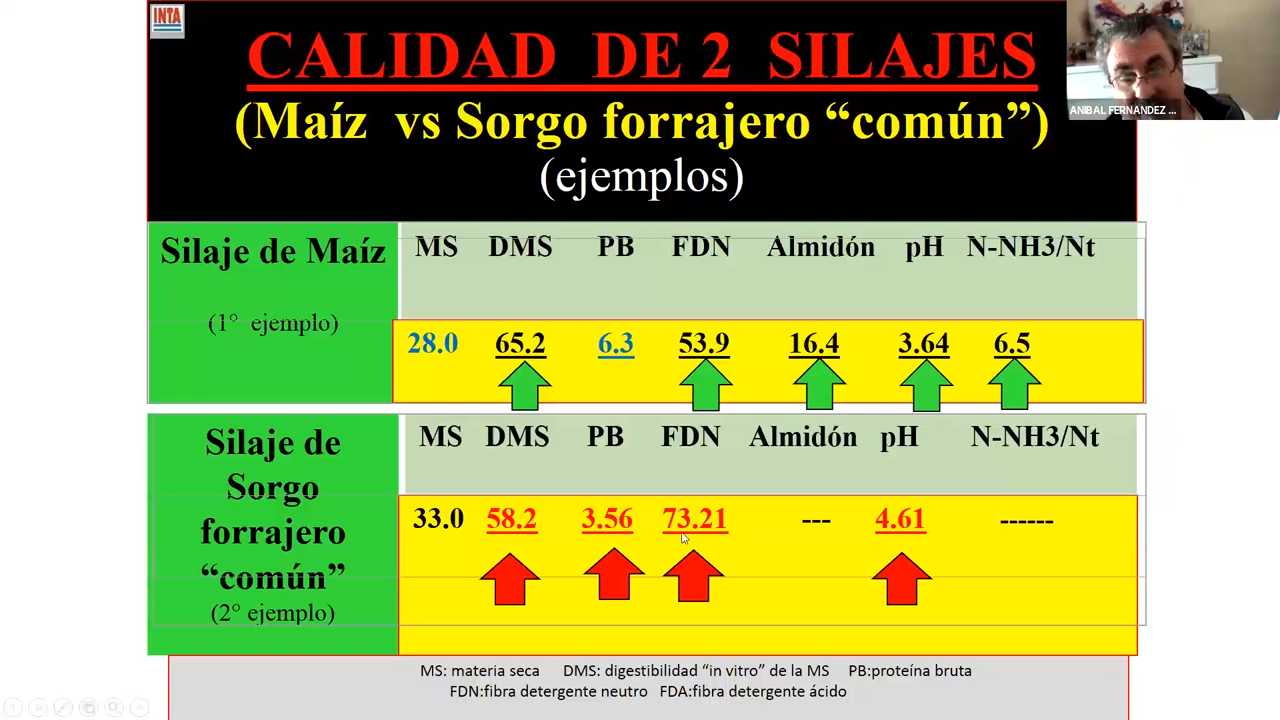 INTA
CALIDAD DE 2 SILAJES
(Maíz vs Sorgo forrajero “común”)
(ejemplos)
ANIBAL FERNANDEZ ...
Silaje de Maíz
(1° ejemplo)
MS DMS PB FDN Almidón pH N-NH3/Nt
28.0 65.2 6.3 53.9 16.4 3.64 6.5
Silaje de
Sorgo
forrajero
“común”
(2° ejemplo)
MS DMS PB FDN Almidón pH N-NH3/Nt
33.0 58.2 3.56 73.21 --- 4.61 ------
MS: materia seca DMS: digestibilidad “in vitro” de la MS PB:proteína bruta
FDN:fibra detergente neutro FDA:fibra detergente ácido